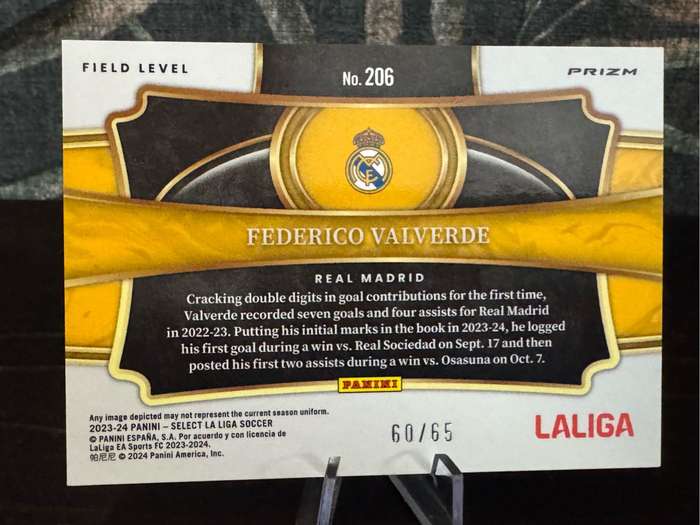 FIELD LEVEL
No. 206
PRIZM
FEDERICO VALVERDE
REAL MADRID
Cracking double digits in goal contributions for the first time,
Valverde recorded seven goals and four assists for Real Madrid
in 2022-23. Putting his initial marks in the book in 2023-24, he logged
his first goal during a win vs. Real Sociedad on Sept. 17 and then
posted his first two assists during a win vs. Osasuna on Oct. 7.
PANINI
Any image depicted may not represent the current season uniform.
2023-24 PANINI – SELECT LA LIGA SOCCER
© PANINI ESPAÑA, S.A. Por acuerdo y con licencia de
LaLiga EA Sports FC 2023-2024.
帕尼尼 © 2024 Panini America, Inc.
60/65
LALIGA